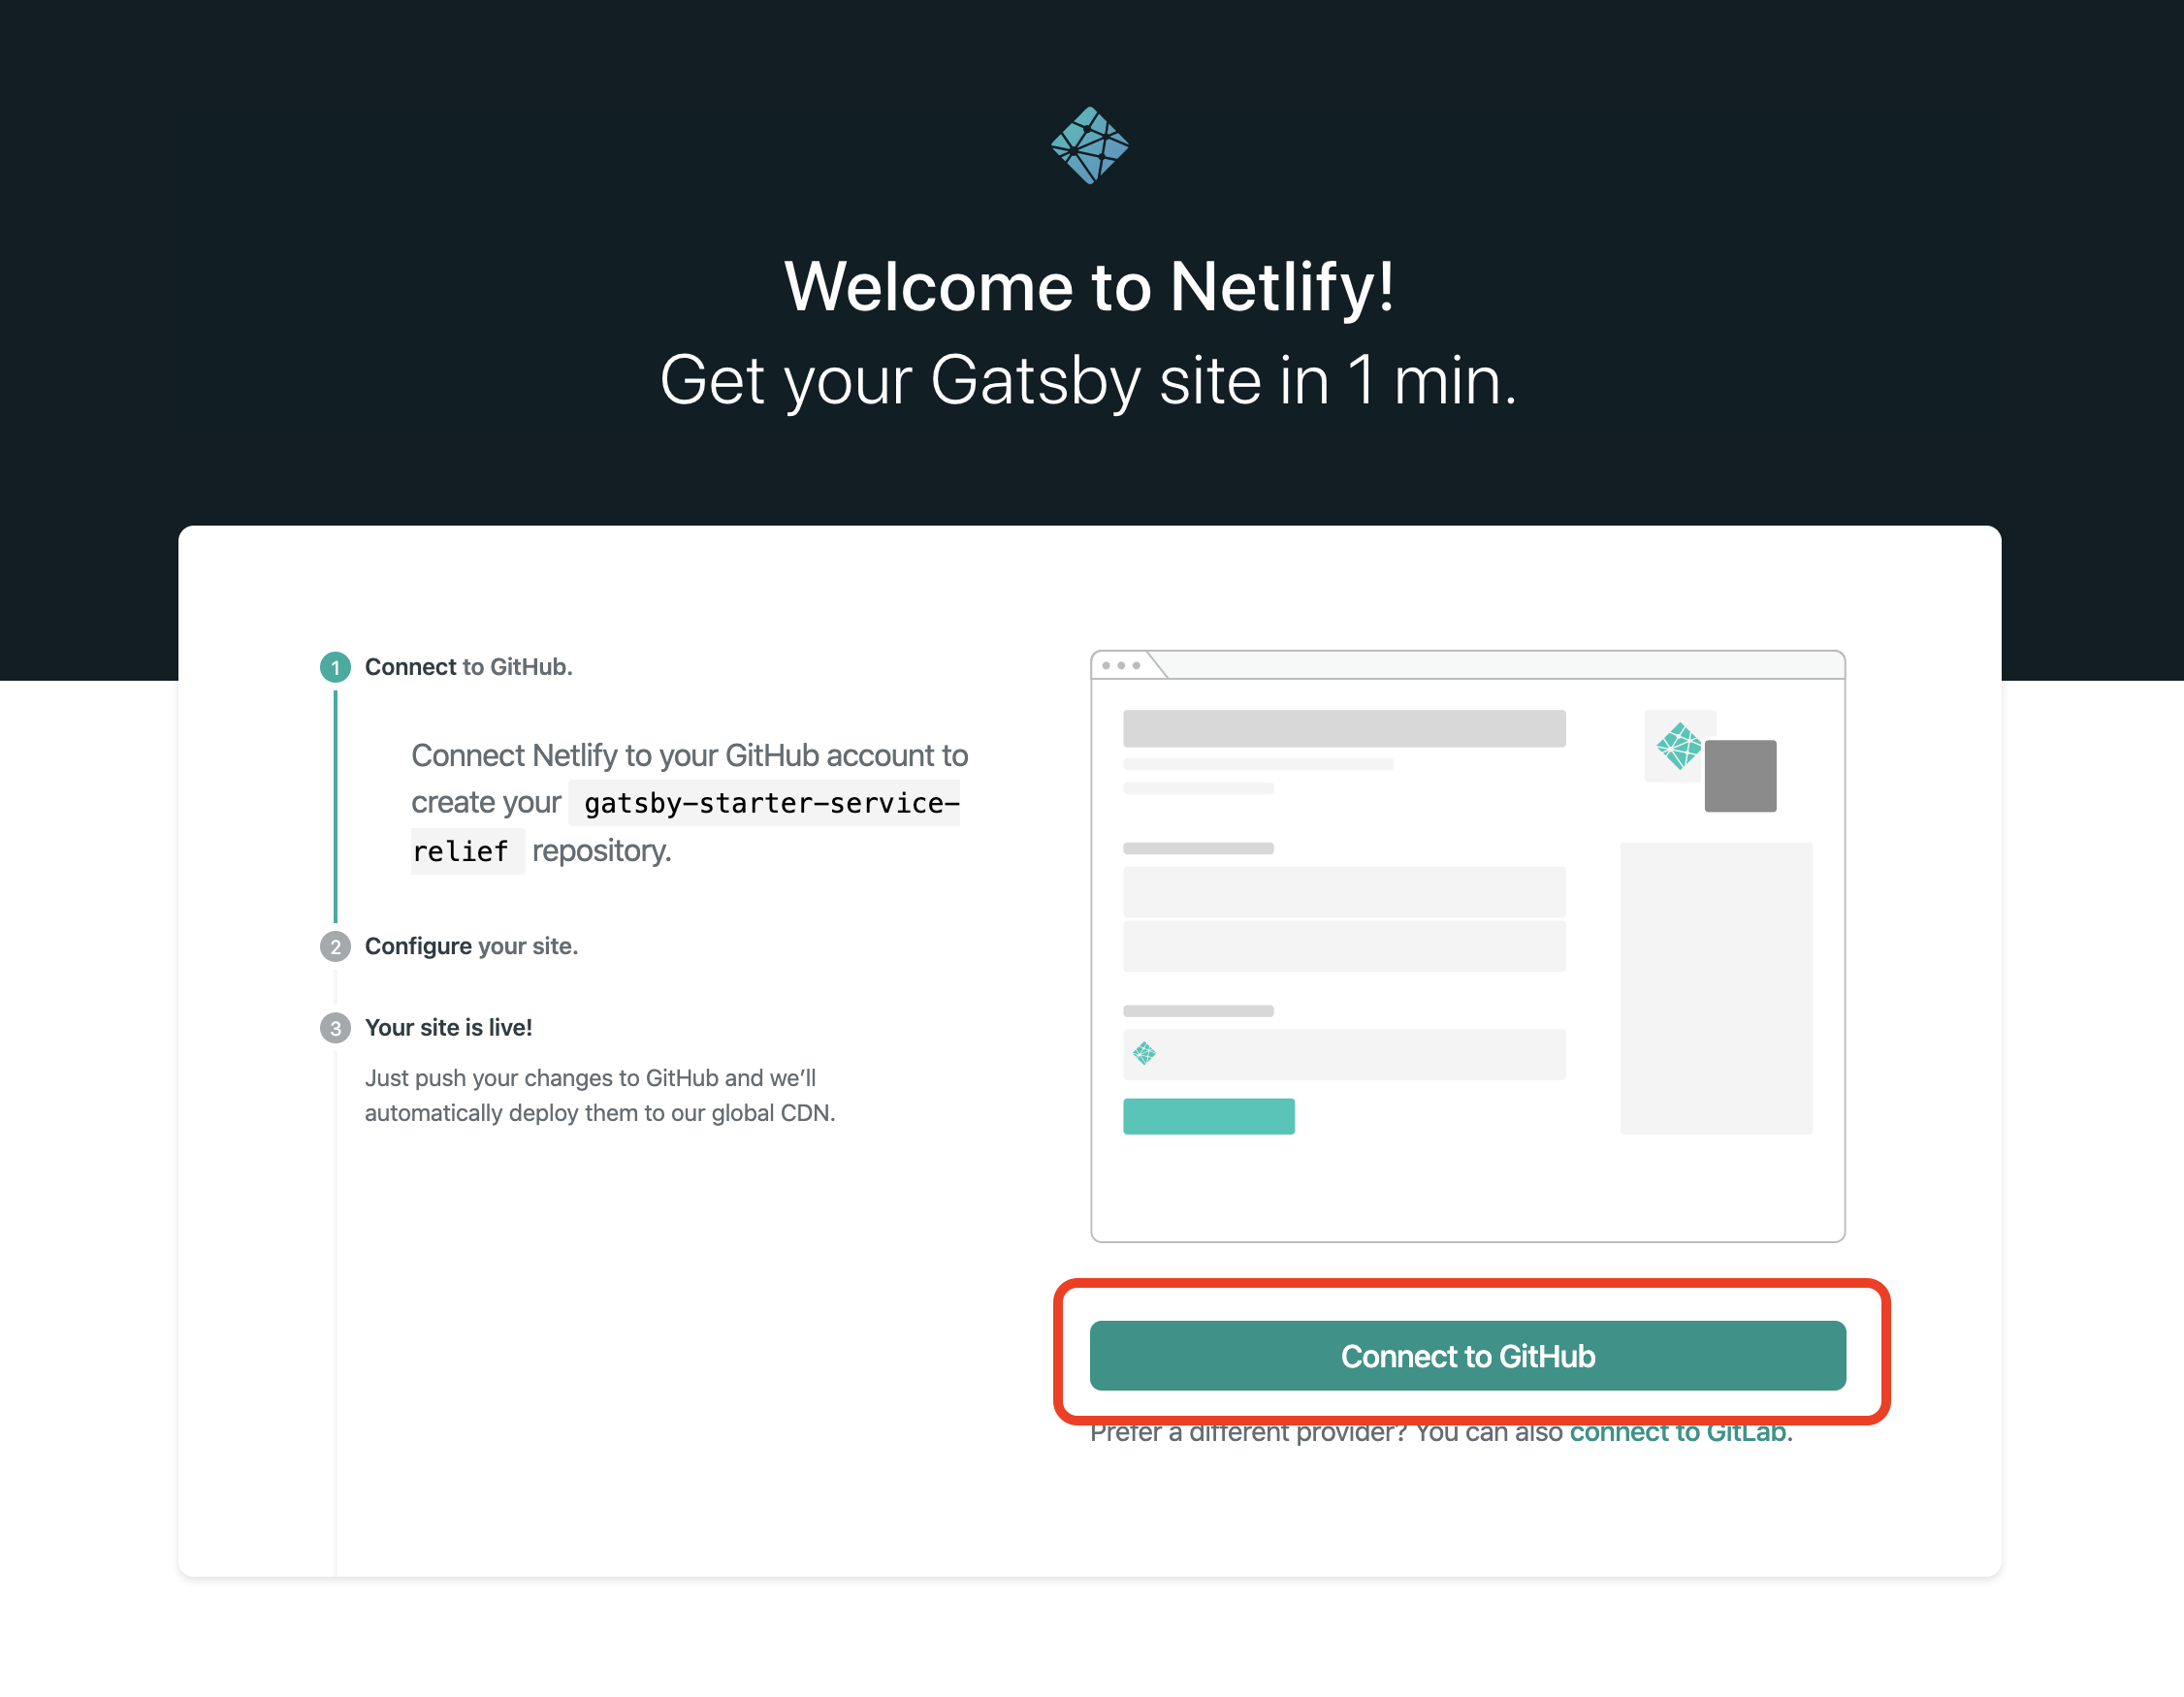 Welcome to Netlify!
Get your Gatsby site in 1 min.
1 Connect to GitHub.
Connect Netlify to your GitHub account to
create your gatsby-starter-service-
relief repository.
2 Configure your site.
3 Your site is live!
Just push your changes to GitHub and we’ll
automatically deploy them to our global CDN.
Connect to GitHub
Prefer a different provider? You can also connect to GitLab.